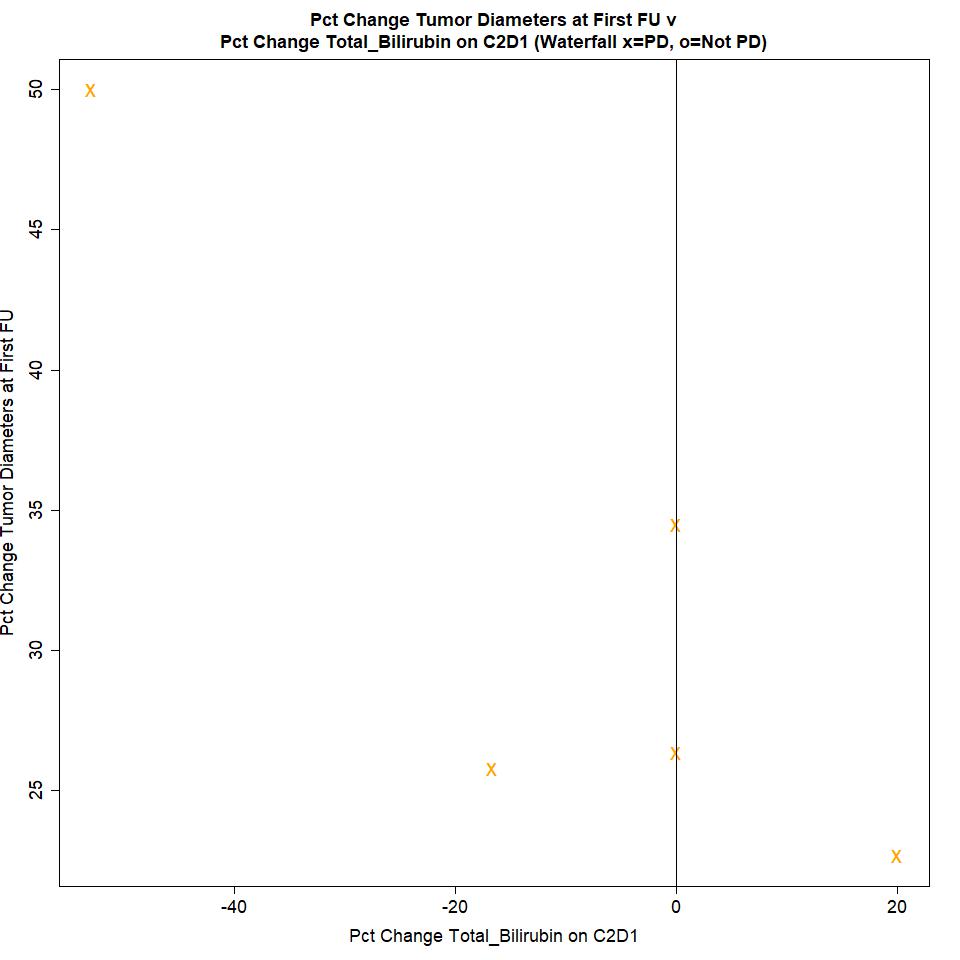 Pct Change Tumor Diameters at First FU v
Pct Change Total_Bilirubin on C2D1 (Waterfall x=PD, o=Not PD)
Pct Change Tumor Diameters at First FU
50
45
40
35
30
25
X
X
X
X
X
-40
-20
0
20
Pct Change Total_Bilirubin on C2D1